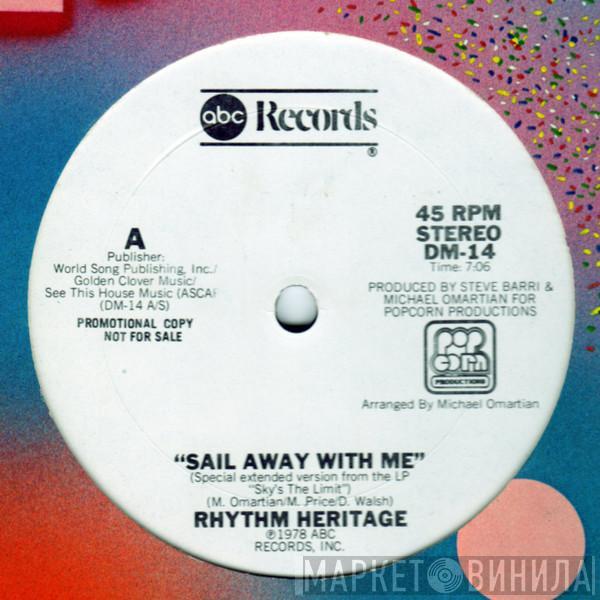 abc Records
®
A
Publisher:
World Song Publishing, Inc./
Golden Clover Music/
See This House Music (ASCAP
(DM-14 A/S)
PROMOTIONAL COPY
NOT FOR SALE
45 RPM
STEREO
DM-14
Time: 7:06
PRODUCED BY STEVE BARRI &
MICHAEL OMARTIAN FOR
POPCORN PRODUCTIONS
POP
CORN
PRODUCTIONS
Arranged By Michael Omartian
"SAIL AWAY WITH ME"
(Special extended version from the LP
"Sky's The Limit")
(M. Omartian/M. Price/D. Walsh)
RHYTHM HERITAGE
℗1978 ABC
RECORDS, INC.
МАРКЕТ ВИНИЛА